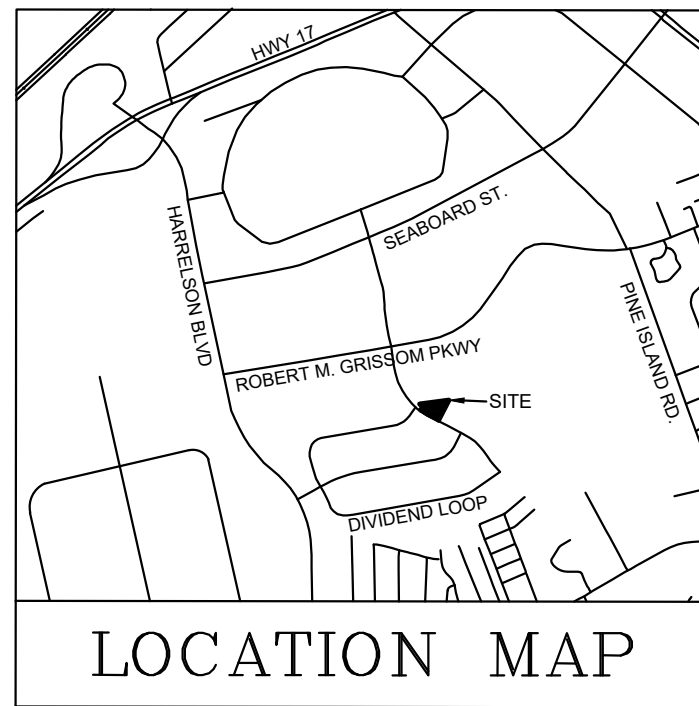 HWY 17
SEABOARD ST.
HARRELSON BLVD
PINE ISLAND RD.
ROBERT M. GRISSOM PKWY
SITE
DIVIDEND LOOP
LOCATION MAP